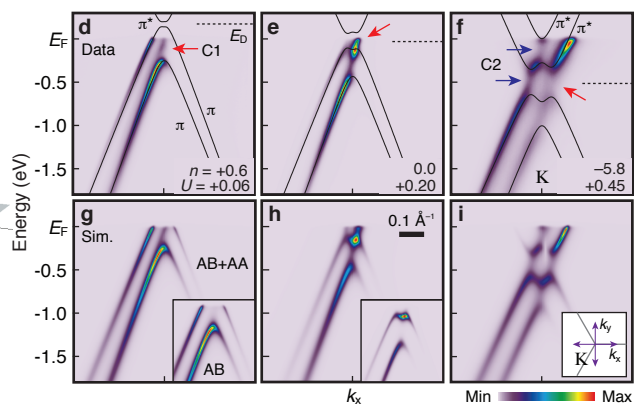 d
π*
E_D
E_F
Data
C1
π
π
n = +0.6
U = +0.06
e
0.0
+0.20
f
π*
π*
C2
K
−5.8
+0.45
-0.5
-1.0
-1.5
Energy (eV)
g
E_F
Sim.
AB+AA
AB
-0.5
-1.0
-1.5
h
0.1 Å⁻¹
i
k_y
K
k_x
k_x
Min
Max